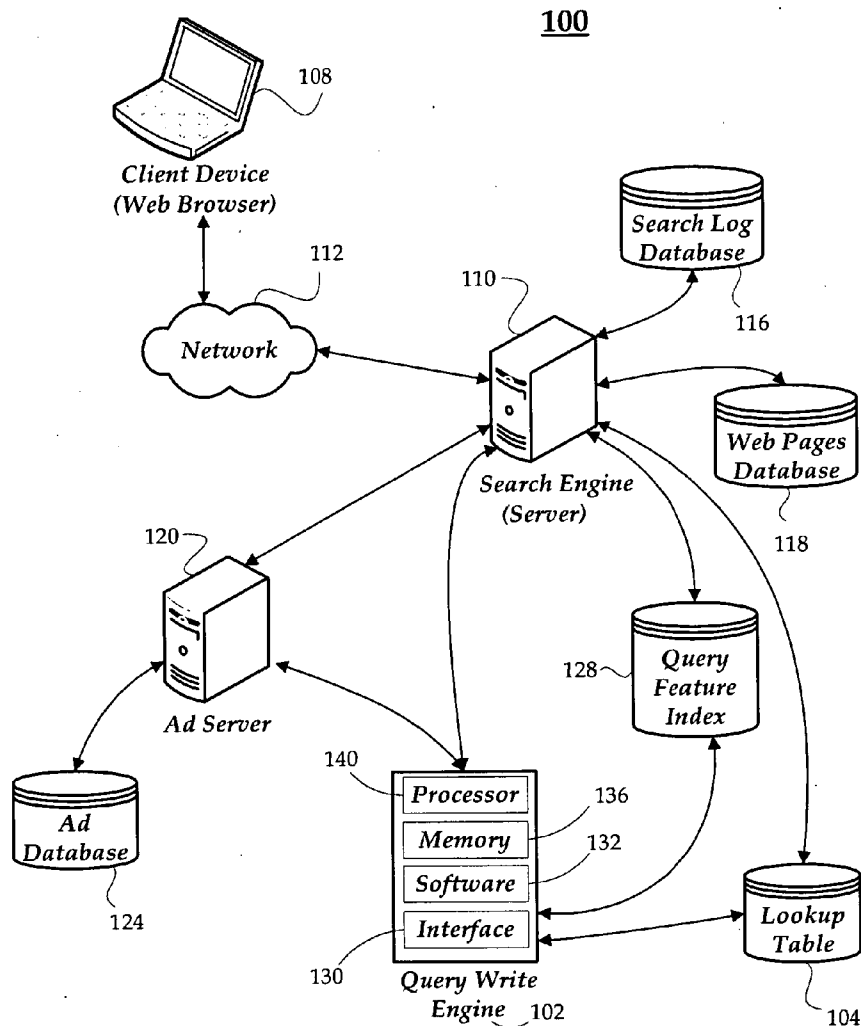 100
108
Client Device
(Web Browser)
112
Network
110
Search Engine
(Server)
Search Log
Database
116
Web Pages
Database
118
120
Ad Server
128
Query
Feature
Index
Ad
Database
124
140
Processor
Memory
136
Software
132
Interface
130
Query Write
Engine
102
Lookup
Table
104